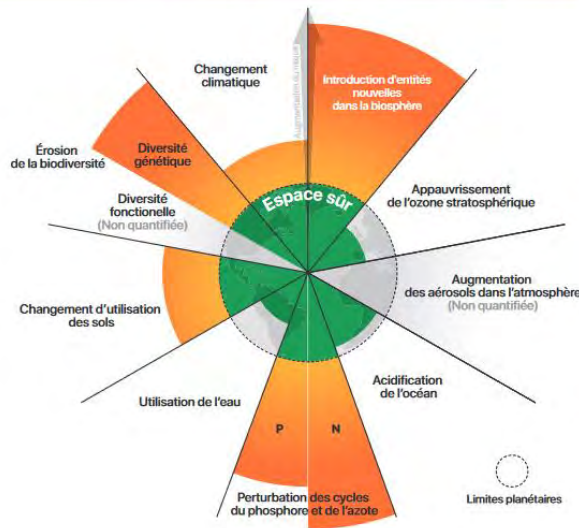 Changement
climatique
Introduction d'entités
nouvelles
dans la biosphère
Érosion
de la biodiversité
Diversité
génétique
Espace sûr
Diversité
fonctionelle
(Non quantifiée)
Appauvrissement
de l'ozone stratosphérique
Augmentation
des aérosols dans l'atmosphère
(Non quantifiée)
Changement d'utilisation
des sols
Utilisation de l'eau
Acidification
de l'océan
P
N
Perturbation des cycles
du phosphore et de l'azote
Limites planétaires